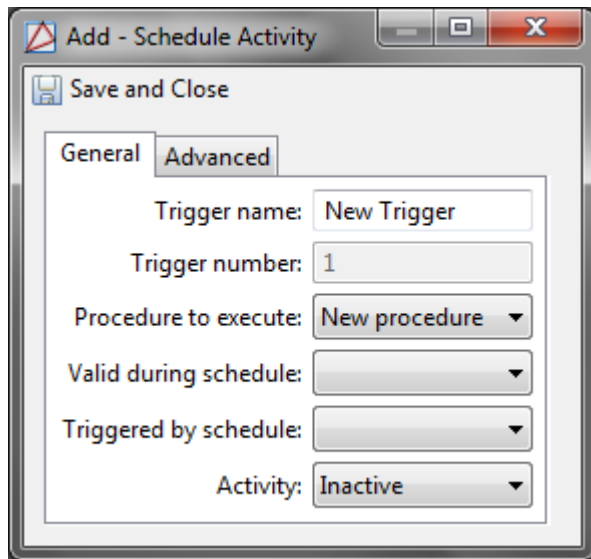 Add - Schedule Activity
Save and Close
General Advanced
Trigger name: New Trigger
Trigger number: 1
Procedure to execute: New procedure
Valid during schedule:
Triggered by schedule:
Activity: Inactive